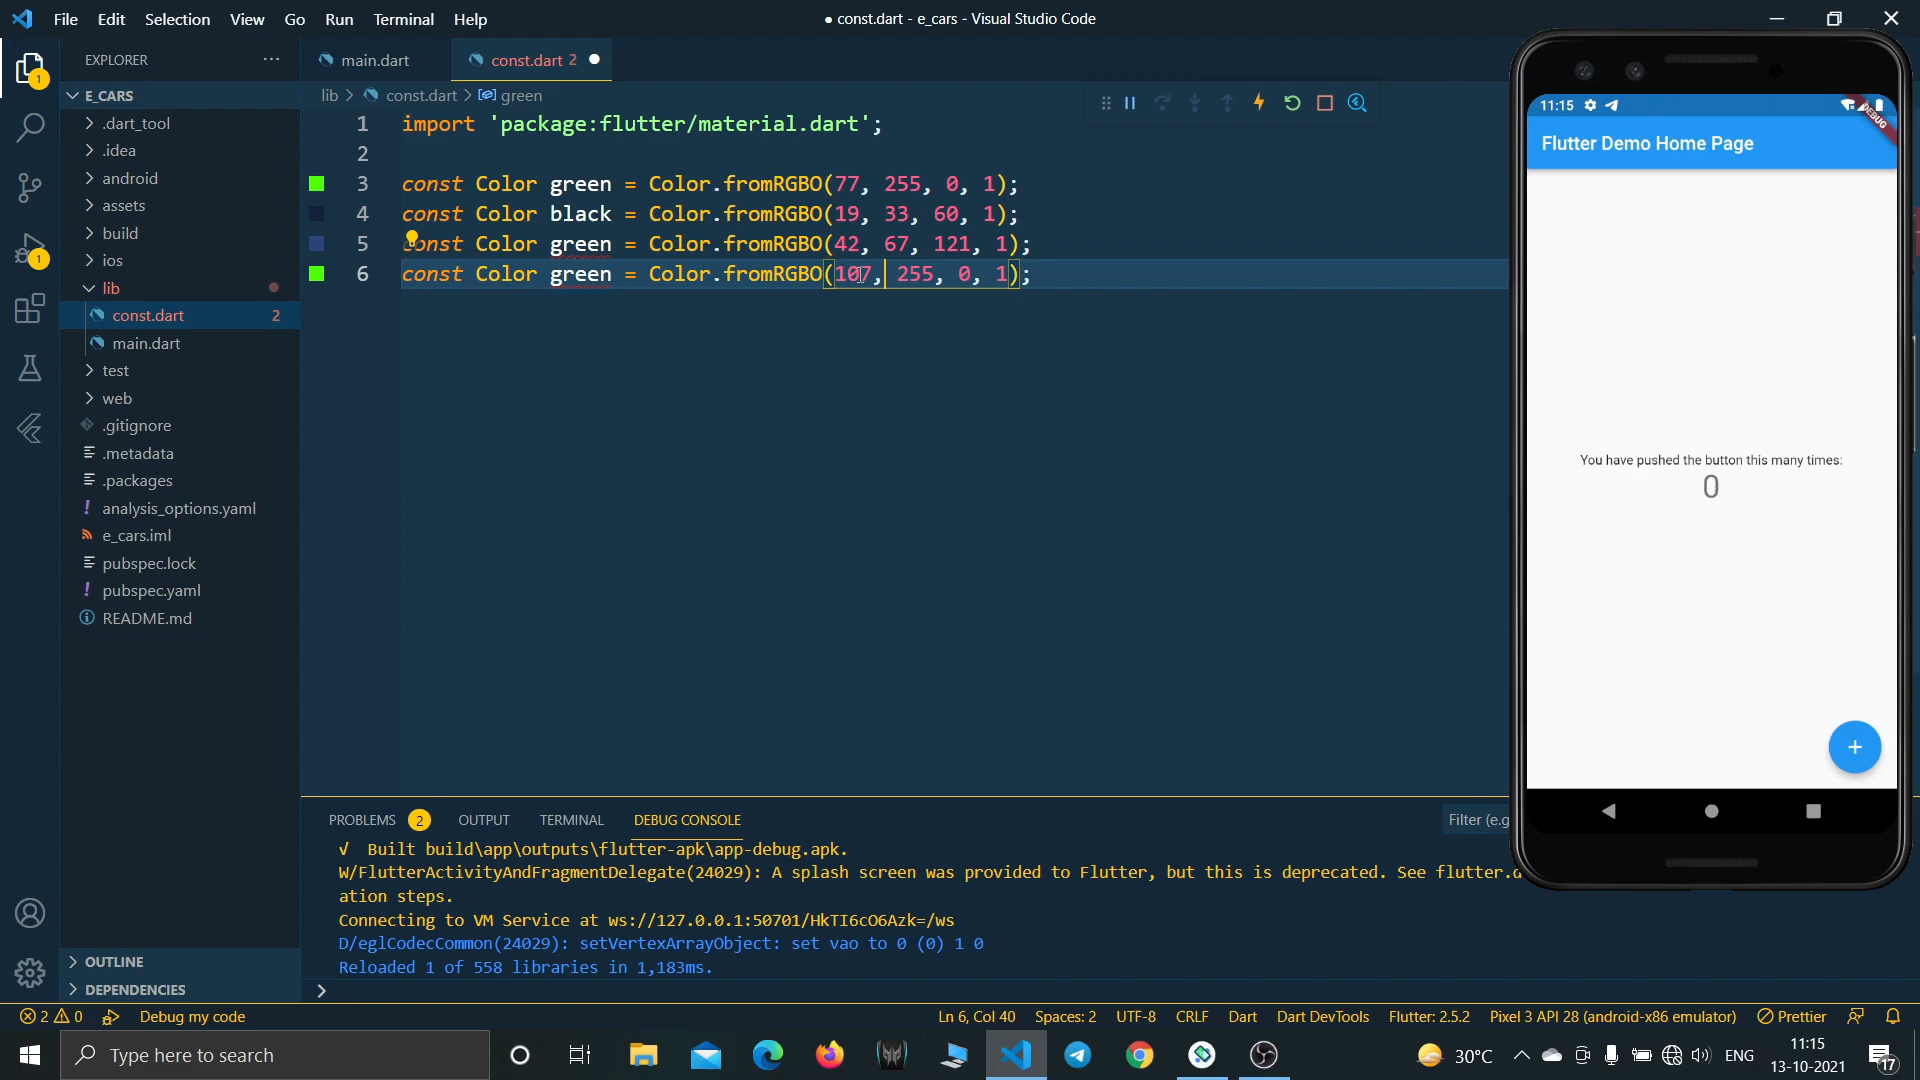 File Edit Selection View Go Run Terminal Help
● const.dart - e_cars - Visual Studio Code
EXPLORER
E_CARS
.dart_tool
.idea
android
assets
build
ios
lib
const.dart 2
main.dart
test
web
.gitignore
.metadata
.packages
analysis_options.yaml
e_cars.iml
pubspec.lock
pubspec.yaml
README.md
OUTLINE
DEPENDENCIES
1
1
main.dart
const.dart 2
lib > const.dart > green
1 import 'package:flutter/material.dart';
2
3 const Color green = Color.fromRGBO(77, 255, 0, 1);
4 const Color black = Color.fromRGBO(19, 33, 60, 1);
5 const Color green = Color.fromRGBO(42, 67, 121, 1);
6 const Color green = Color.fromRGBO(107, 255, 0, 1);
PROBLEMS 2 OUTPUT TERMINAL DEBUG CONSOLE
Filter (e.g
√ Built build\app\outputs\flutter-apk\app-debug.apk.
W/FlutterActivityAndFragmentDelegate(24029): A splash screen was provided to Flutter, but this is deprecated. See flutter.d
ation steps.
Connecting to VM Service at ws://127.0.0.1:50701/HkTI6cO6Azk=/ws
D/eglCodecCommon(24029): setVertexArrayObject: set vao to 0 (0) 1 0
Reloaded 1 of 558 libraries in 1,183ms.
>
11:15
DEBUG
Flutter Demo Home Page
You have pushed the button this many times:
0
+
2 0 Debug my code
Ln 6, Col 40 Spaces: 2 UTF-8 CRLF Dart Dart DevTools Flutter: 2.5.2 Pixel 3 API 28 (android-x86 emulator) Prettier
Type here to search
30°C
ENG
11:15
13-10-2021
17